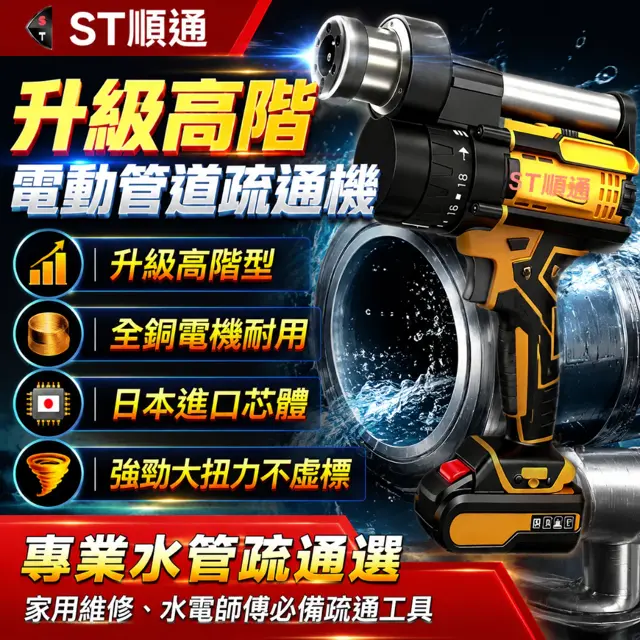 ST ST順通
升級高階
電動管道疏通機
16 18
ST順通
升級高階型
全銅電機耐用
日本進口芯體
強勁大扭力不虛標
專業水管疏通選
家用維修、水電師傅必備疏通工具